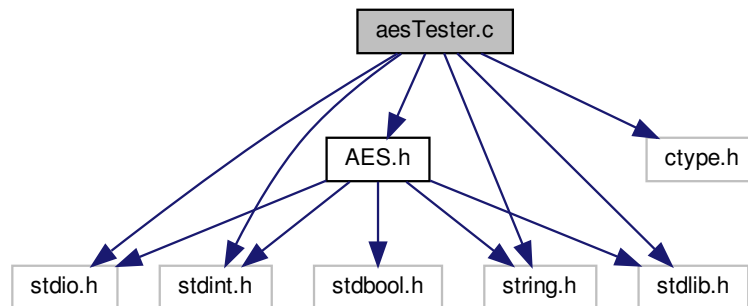 aesTester.c
AES.h
ctype.h
stdio.h
stdint.h
stdbool.h
string.h
stdlib.h